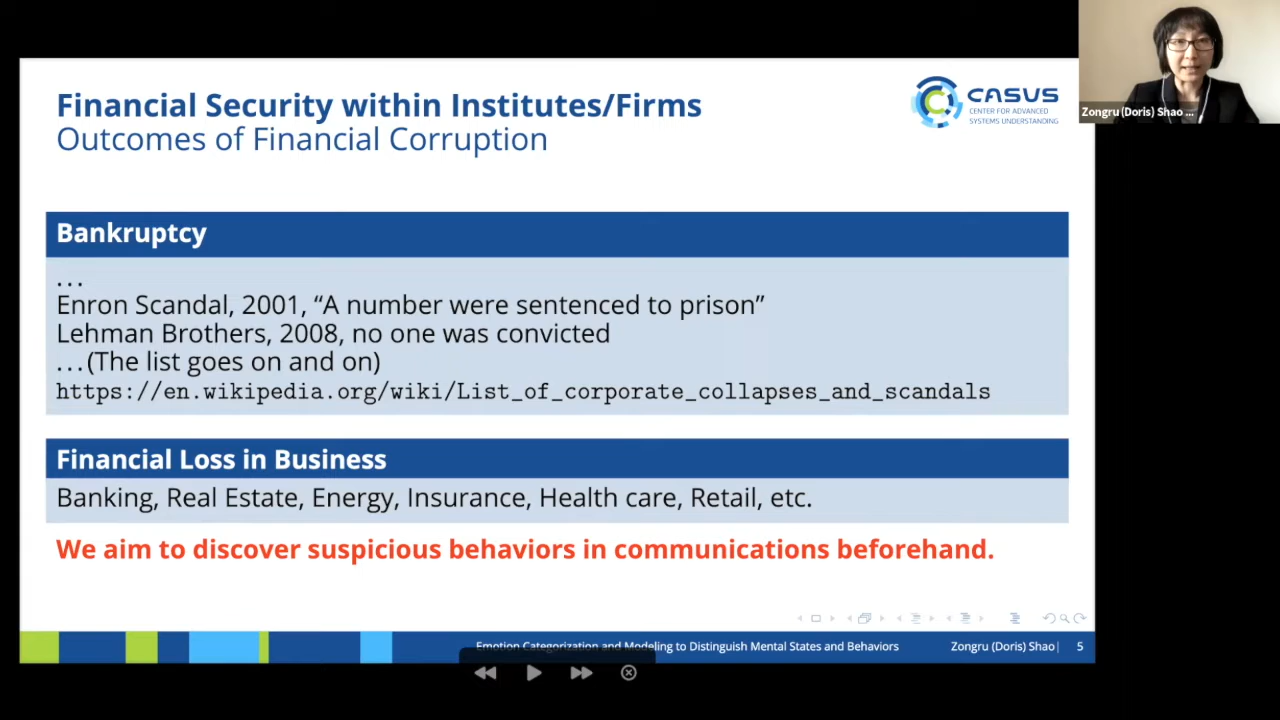 Financial Security within Institutes/Firms
Outcomes of Financial Corruption
CASUS
CENTER FOR ADVANCED
SYSTEMS UNDERSTANDING
Zongru (Doris) Shao ...
Bankruptcy
...
Enron Scandal, 2001, “A number were sentenced to prison”
Lehman Brothers, 2008, no one was convicted
...(The list goes on and on)
https://en.wikipedia.org/wiki/List_of_corporate_collapses_and_scandals
Financial Loss in Business
Banking, Real Estate, Energy, Insurance, Health care, Retail, etc.
We aim to discover suspicious behaviors in communications beforehand.
Emotion Categorization and Modeling to Distinguish Mental States and Behaviors
Zongru (Doris) Shao| 5